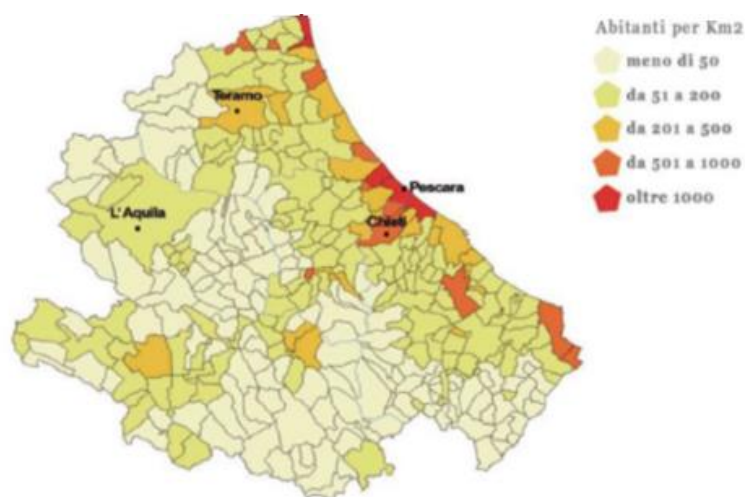 Abitanti per Km2
meno di 50
da 51 a 200
da 201 a 500
da 501 a 1000
oltre 1000
Teramo
Pescara
L'Aquila
Chieti